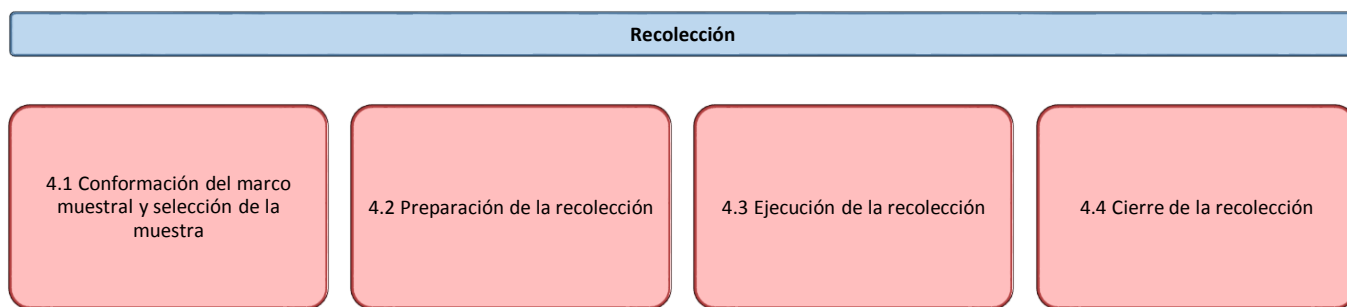 Recolección
4.1 Conformación del marco
muestral y selección de la
muestra
4.2 Preparación de la recolección
4.3 Ejecución de la recolección
4.4 Cierre de la recolección